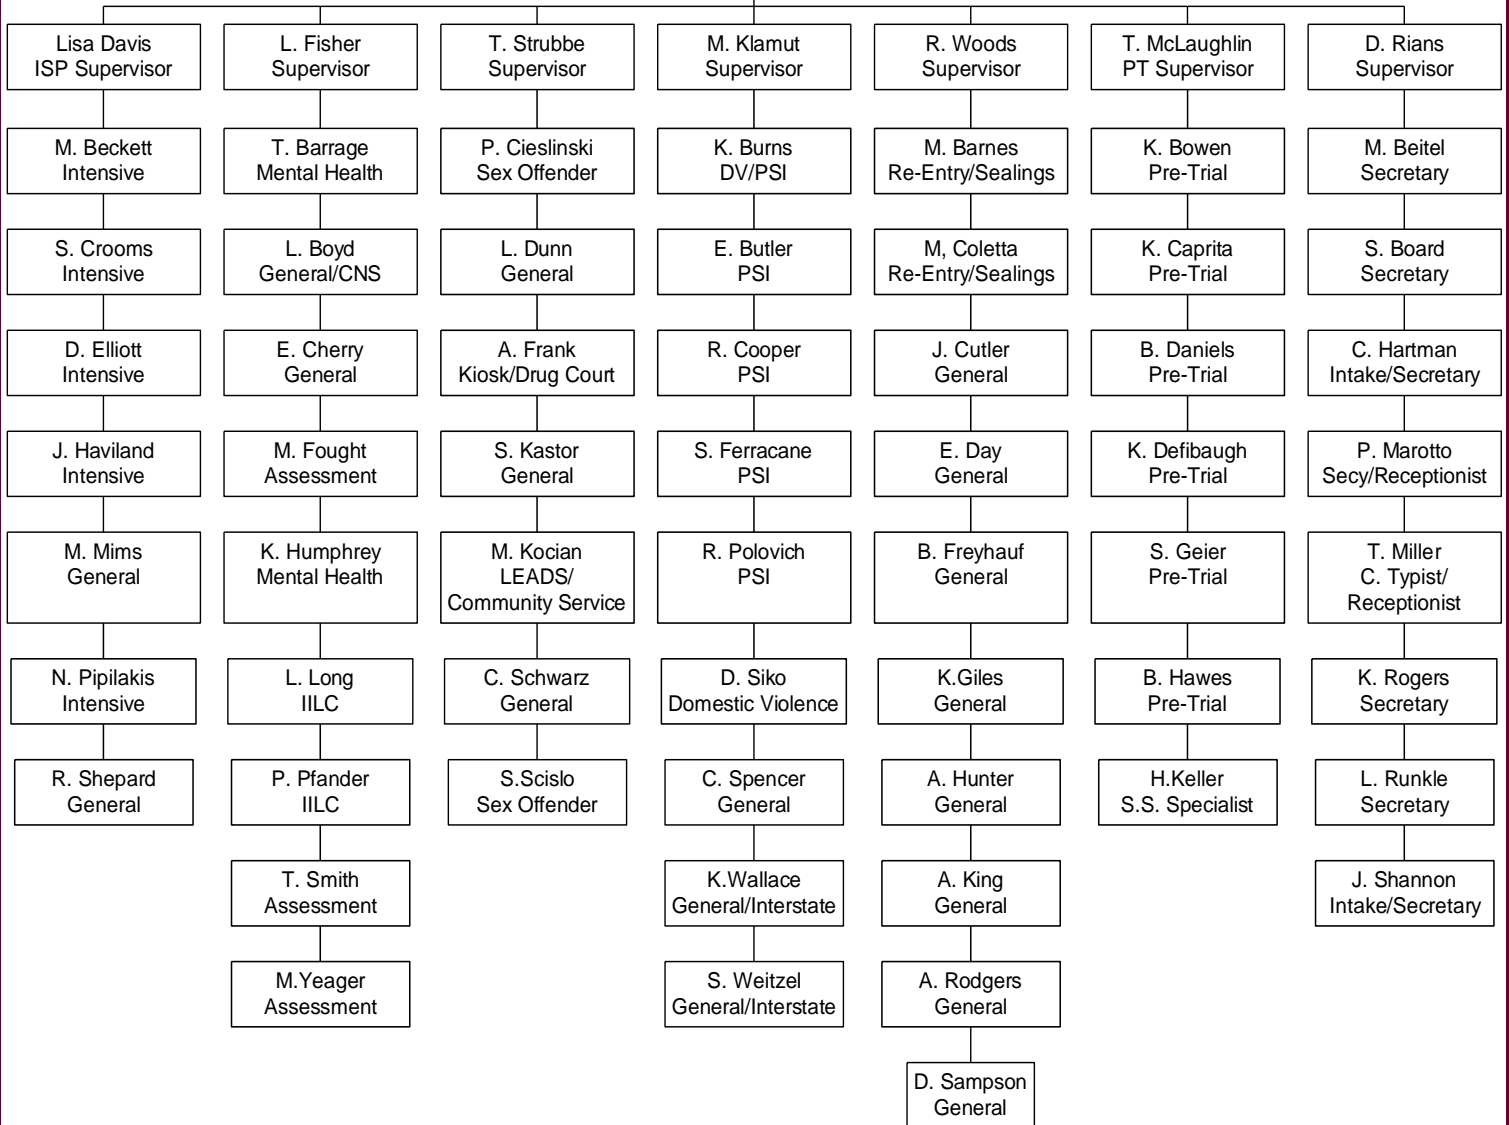 Lisa Davis
ISP Supervisor
L. Fisher
Supervisor
T. Strubbe
Supervisor
M. Klamut
Supervisor
R. Woods
Supervisor
T. McLaughlin
PT Supervisor
D. Rians
Supervisor
M. Beckett
Intensive
T. Barrage
Mental Health
P. Cieslinski
Sex Offender
K. Burns
DV/PSI
M. Barnes
Re-Entry/Sealings
K. Bowen
Pre-Trial
M. Beitel
Secretary
S. Crooms
Intensive
L. Boyd
General/CNS
L. Dunn
General
E. Butler
PSI
M, Coletta
Re-Entry/Sealings
K. Caprita
Pre-Trial
S. Board
Secretary
D. Elliott
Intensive
E. Cherry
General
A. Frank
Kiosk/Drug Court
R. Cooper
PSI
J. Cutler
General
B. Daniels
Pre-Trial
C. Hartman
Intake/Secretary
J. Haviland
Intensive
M. Fought
Assessment
S. Kastor
General
S. Ferracane
PSI
E. Day
General
K. Defibaugh
Pre-Trial
P. Marotto
Secy/Receptionist
M. Mims
General
K. Humphrey
Mental Health
M. Kocian
LEADS/
Community Service
R. Polovich
PSI
B. Freyhauf
General
S. Geier
Pre-Trial
T. Miller
C. Typist/
Receptionist
N. Pipilakis
Intensive
L. Long
IILC
C. Schwarz
General
D. Siko
Domestic Violence
K.Giles
General
B. Hawes
Pre-Trial
K. Rogers
Secretary
R. Shepard
General
P. Pfander
IILC
S.Scislo
Sex Offender
C. Spencer
General
A. Hunter
General
H.Keller
S.S. Specialist
L. Runkle
Secretary
T. Smith
Assessment
K.Wallace
General/Interstate
A. King
General
J. Shannon
Intake/Secretary
M.Yeager
Assessment
S. Weitzel
General/Interstate
A. Rodgers
General
D. Sampson
General